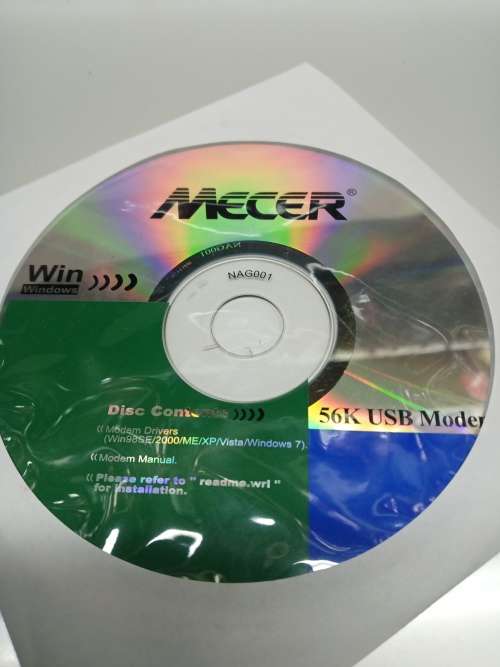 MECER®
NAG001
NAG001
Win
Windows
Disc Contents
56K USB Modem
《Modem Drivers
(Win98SE/2000/ME/XP/Vista/Windows 7).
《Modem Manual.
《Please refer to " readme.wri "
for installation.